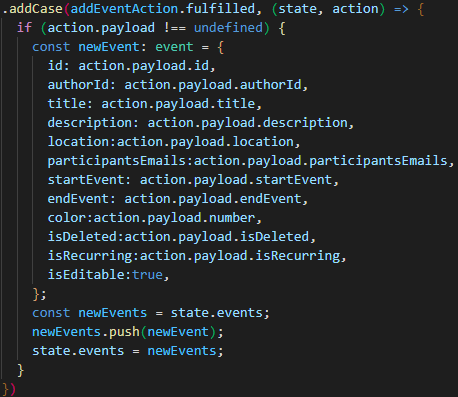 .addCase(addEventAction.fulfilled, (state, action) => {
if (action.payload !== undefined) {
const newEvent: event = {
id: action.payload.id,
authorId: action.payload.authorId,
title: action.payload.title,
description: action.payload.description,
location:action.payload.location,
participantsEmails:action.payload.participantsEmails,
startEvent: action.payload.startEvent,
endEvent: action.payload.endEvent,
color:action.payload.number,
isDeleted:action.payload.isDeleted,
isRecurring:action.payload.isRecurring,
isEditable:true,
};
const newEvents = state.events;
newEvents.push(newEvent);
state.events = newEvents;
}
})